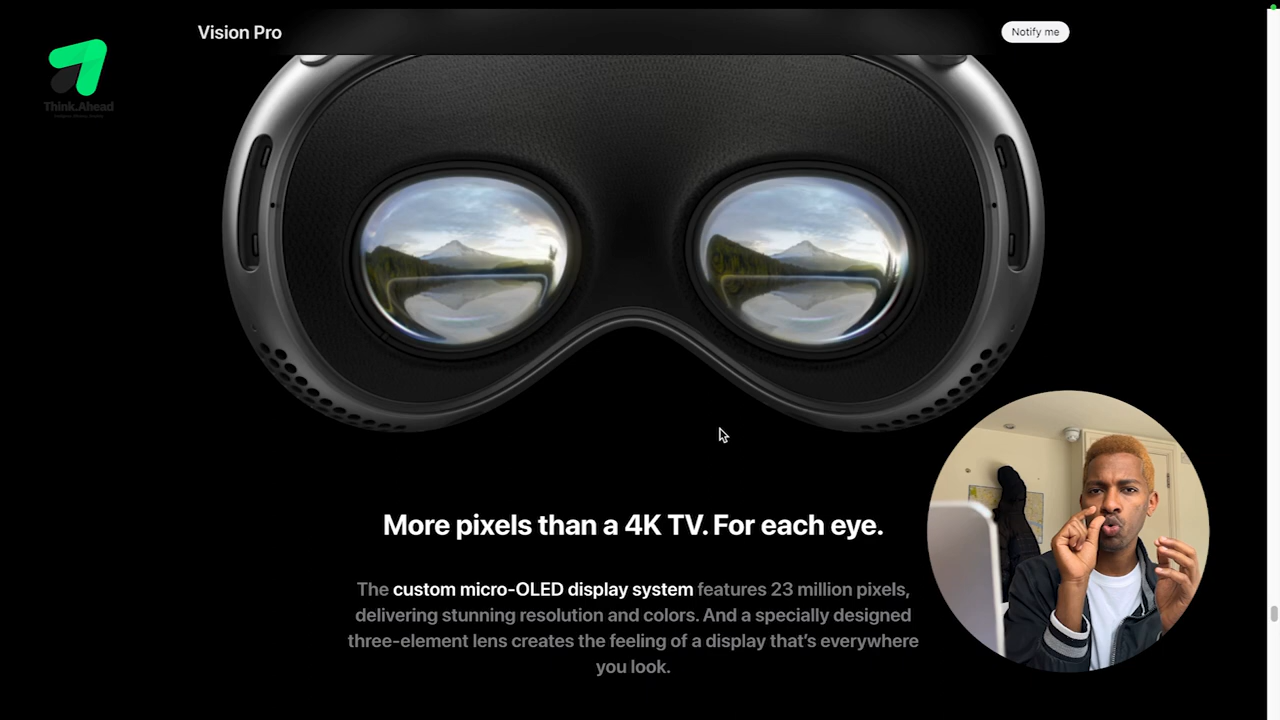 Vision Pro
Notify me
Think.Ahead
More pixels than a 4K TV. For each eye.
The custom micro-OLED display system features 23 million pixels,
delivering stunning resolution and colors. And a specially designed
three-element lens creates the feeling of a display that's everywhere
you look.